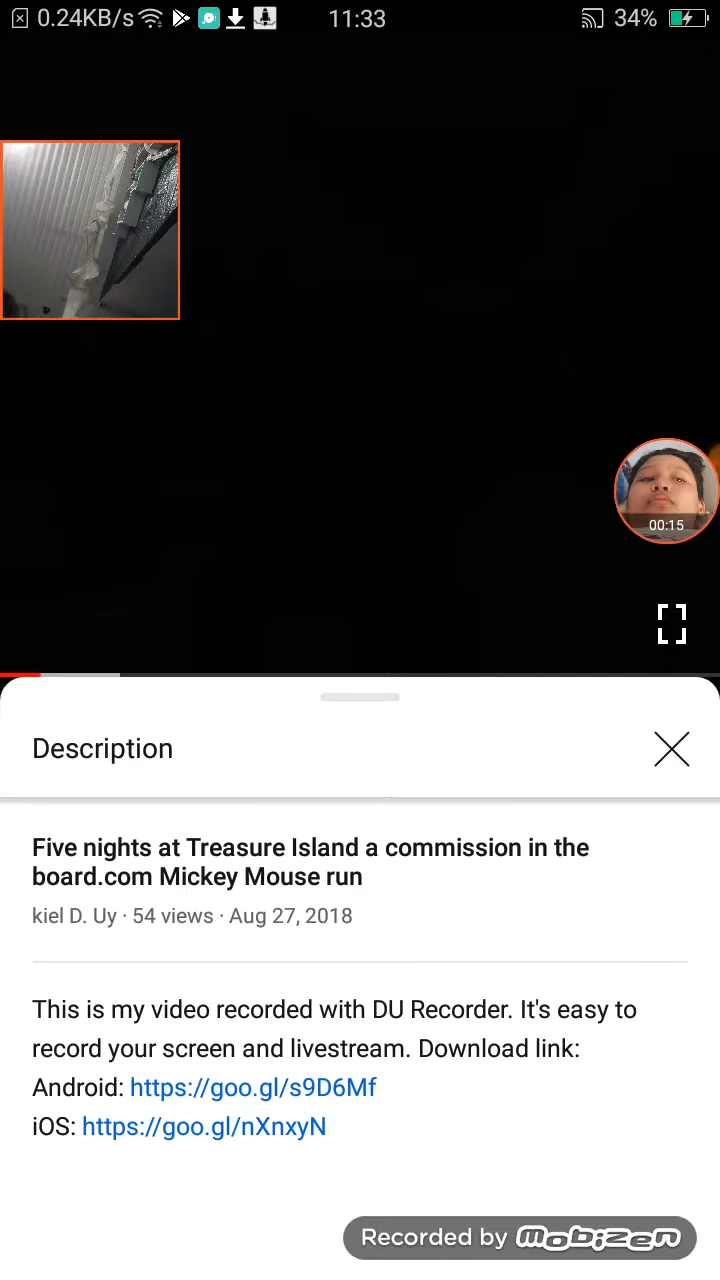 0.24KB/s 11:33 34%
00:15
Description
Five nights at Treasure Island a commission in the
board.com Mickey Mouse run
kiel D. Uy · 54 views · Aug 27, 2018
This is my video recorded with DU Recorder. It's easy to
record your screen and livestream. Download link:
Android: https://goo.gl/s9D6Mf
iOS: https://goo.gl/nXnxyN
Recorded by mobizen